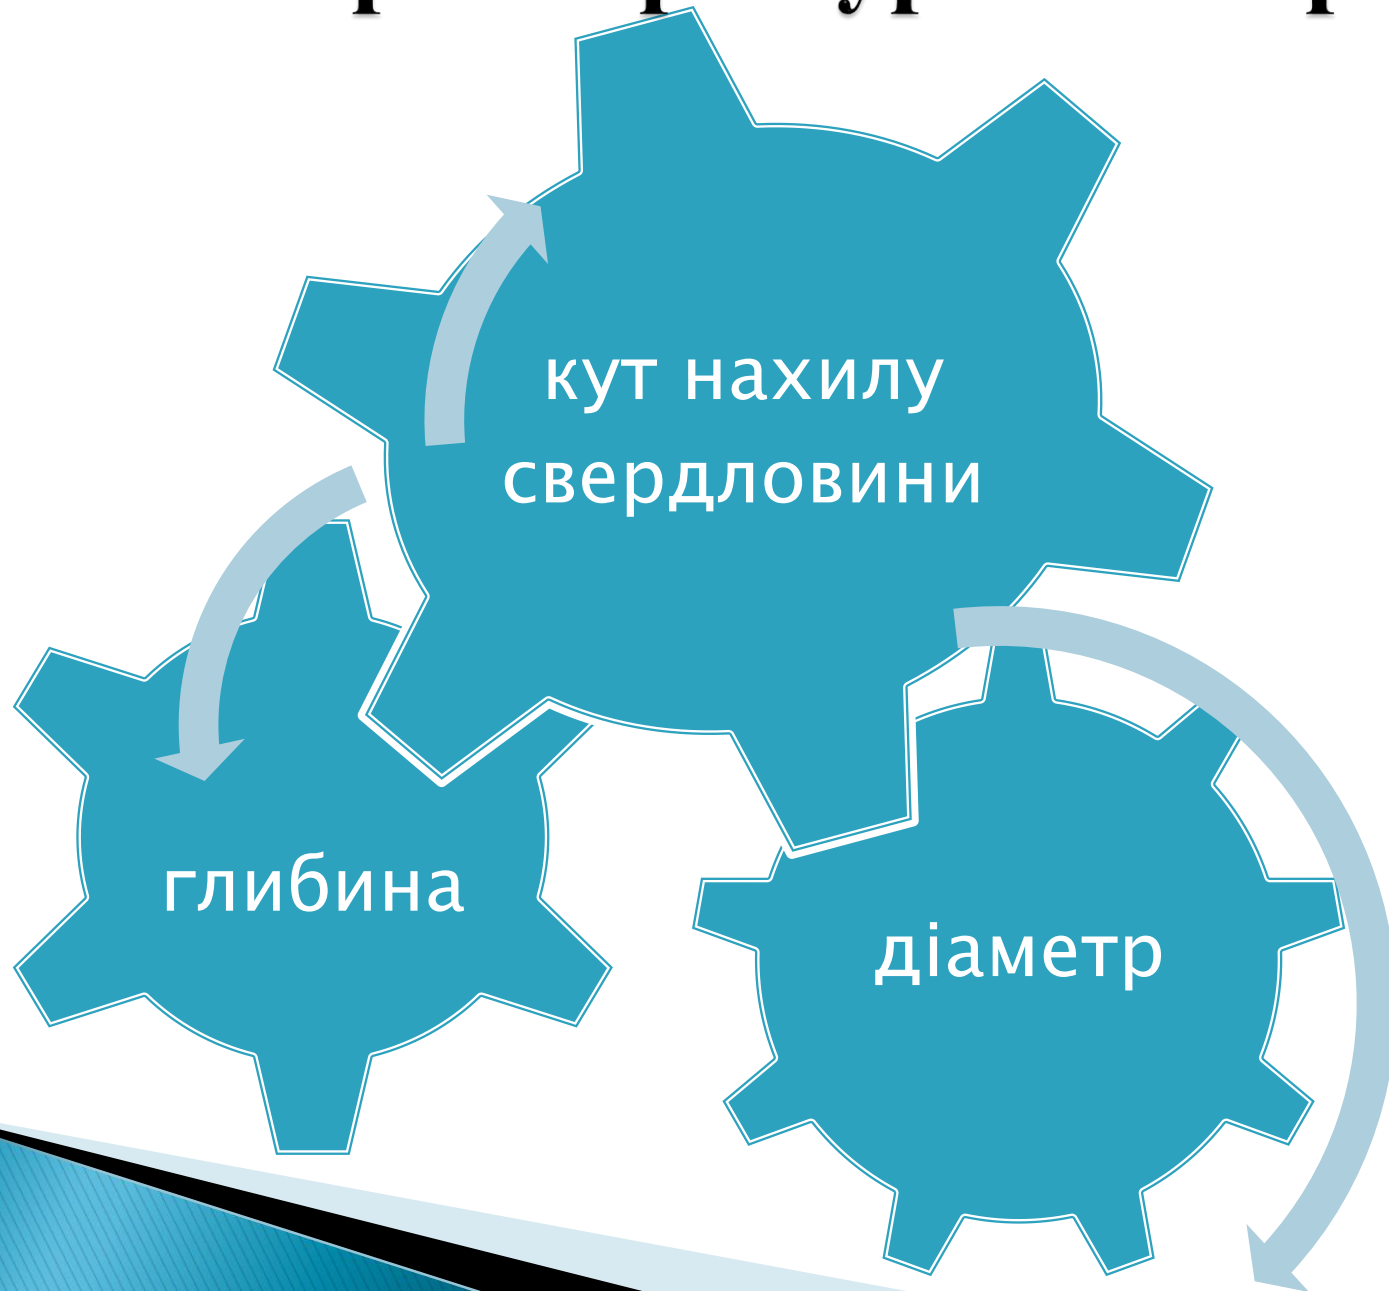 кут нахилу
свердловини
глибина
діаметр